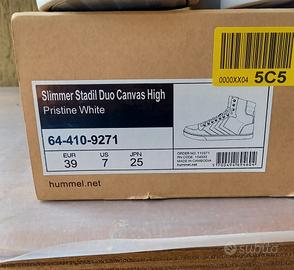 0000XX04 5C5
Slimmer Stadil Duo Canvas High
Pristine White
64-410-9271
EUR US JPN
39 7 25
MADE IN CAMBODIA
hummel.net
subito